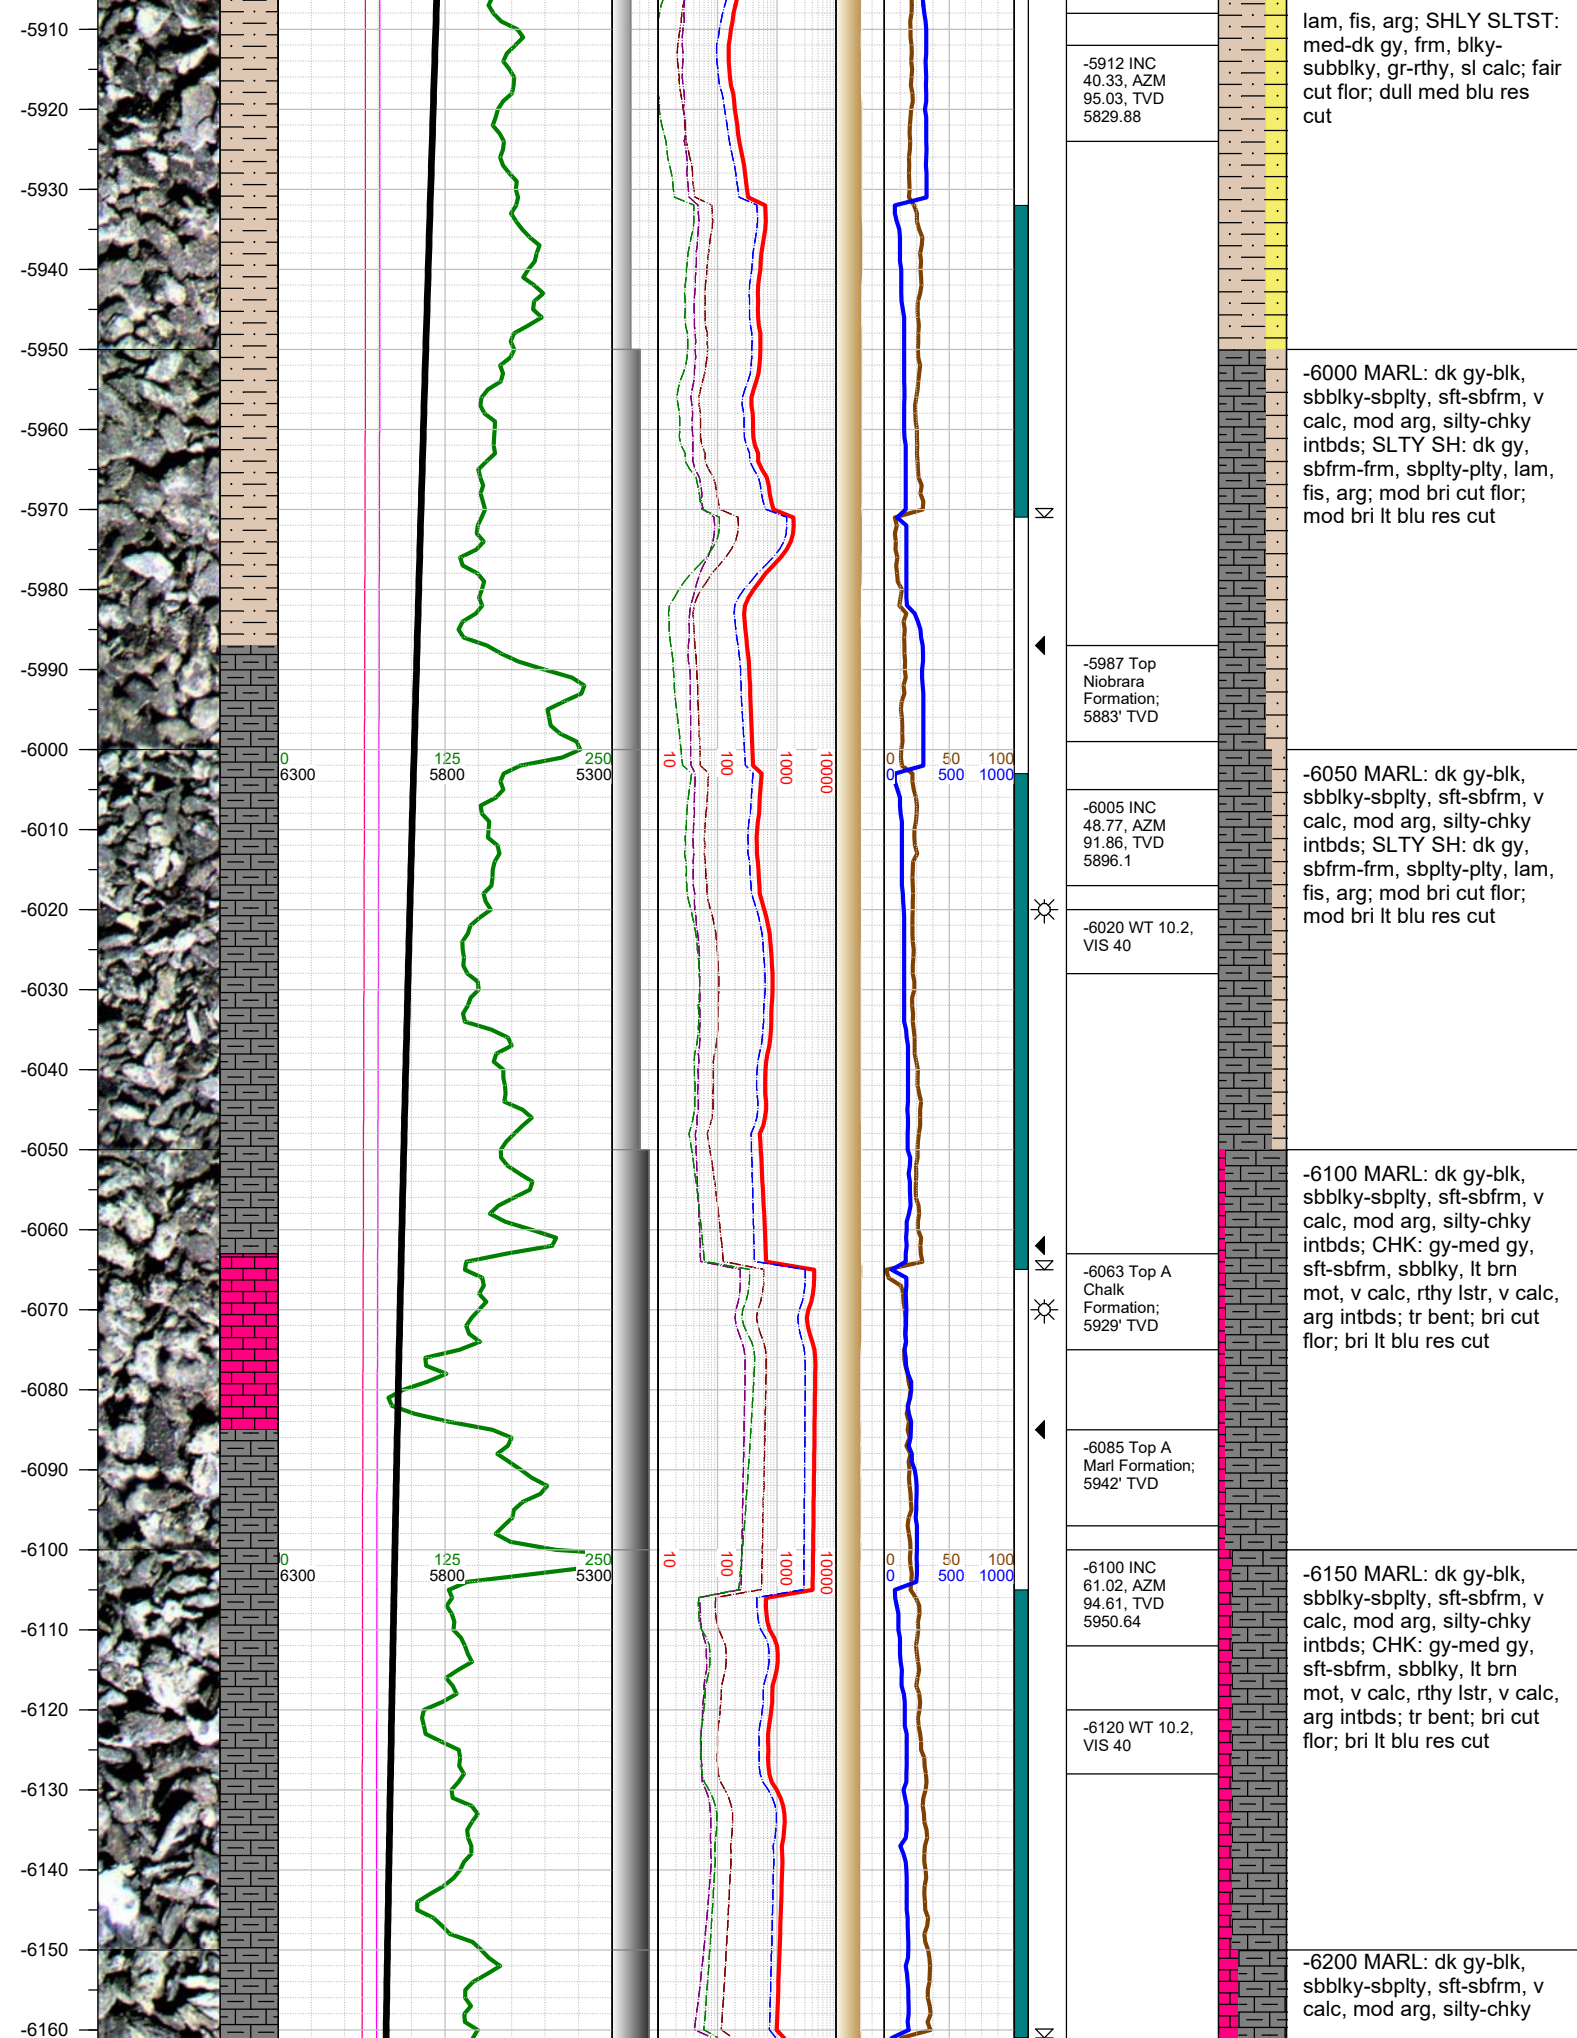 -5910
-5920
-5930
-5940
-5950
-5960
-5970
-5980
-5990
-6000
-6010
-6020
-6030
-6040
-6050
-6060
-6070
-6080
-6090
-6100
-6110
-6120
-6130
-6140
-6150
-6160
0 125 250
6300 5800 5300
10 100 1000 10000
0 50 100
0 500 1000
0 125 250
6300 5800 5300
10 100 1000 10000
0 50 100
0 500 1000
-5912 INC
40.33, AZM
95.03, TVD
5829.88
-5987 Top
Niobrara
Formation;
5883' TVD
-6005 INC
48.77, AZM
91.86, TVD
5896.1
-6020 WT 10.2,
VIS 40
-6063 Top A
Chalk
Formation;
5929' TVD
-6085 Top A
Marl Formation;
5942' TVD
-6100 INC
61.02, AZM
94.61, TVD
5950.64
-6120 WT 10.2,
VIS 40
lam, fis, arg; SHLY SLTST:
med-dk gy, frm, blky-
subblky, gr-rthy, sl calc; fair
cut flor; dull med blu res
cut
-6000 MARL: dk gy-blk,
sbblky-sbplty, sft-sbfrm, v
calc, mod arg, silty-chky
intbds; SLTY SH: dk gy,
sbfrm-frm, sbplty-plty, lam,
fis, arg; mod bri cut flor;
mod bri lt blu res cut
-6050 MARL: dk gy-blk,
sbblky-sbplty, sft-sbfrm, v
calc, mod arg, silty-chky
intbds; SLTY SH: dk gy,
sbfrm-frm, sbplty-plty, lam,
fis, arg; mod bri cut flor;
mod bri lt blu res cut
-6100 MARL: dk gy-blk,
sbblky-sbplty, sft-sbfrm, v
calc, mod arg, silty-chky
intbds; CHK: gy-med gy,
sft-sbfrm, sbblky, lt brn
mot, v calc, rthy lstr, v calc,
arg intbds; tr bent; bri cut
flor; bri lt blu res cut
-6150 MARL: dk gy-blk,
sbblky-sbplty, sft-sbfrm, v
calc, mod arg, silty-chky
intbds; CHK: gy-med gy,
sft-sbfrm, sbblky, lt brn
mot, v calc, rthy lstr, v calc,
arg intbds; tr bent; bri cut
flor; bri lt blu res cut
-6200 MARL: dk gy-blk,
sbblky-sbplty, sft-sbfrm, v
calc, mod arg, silty-chky